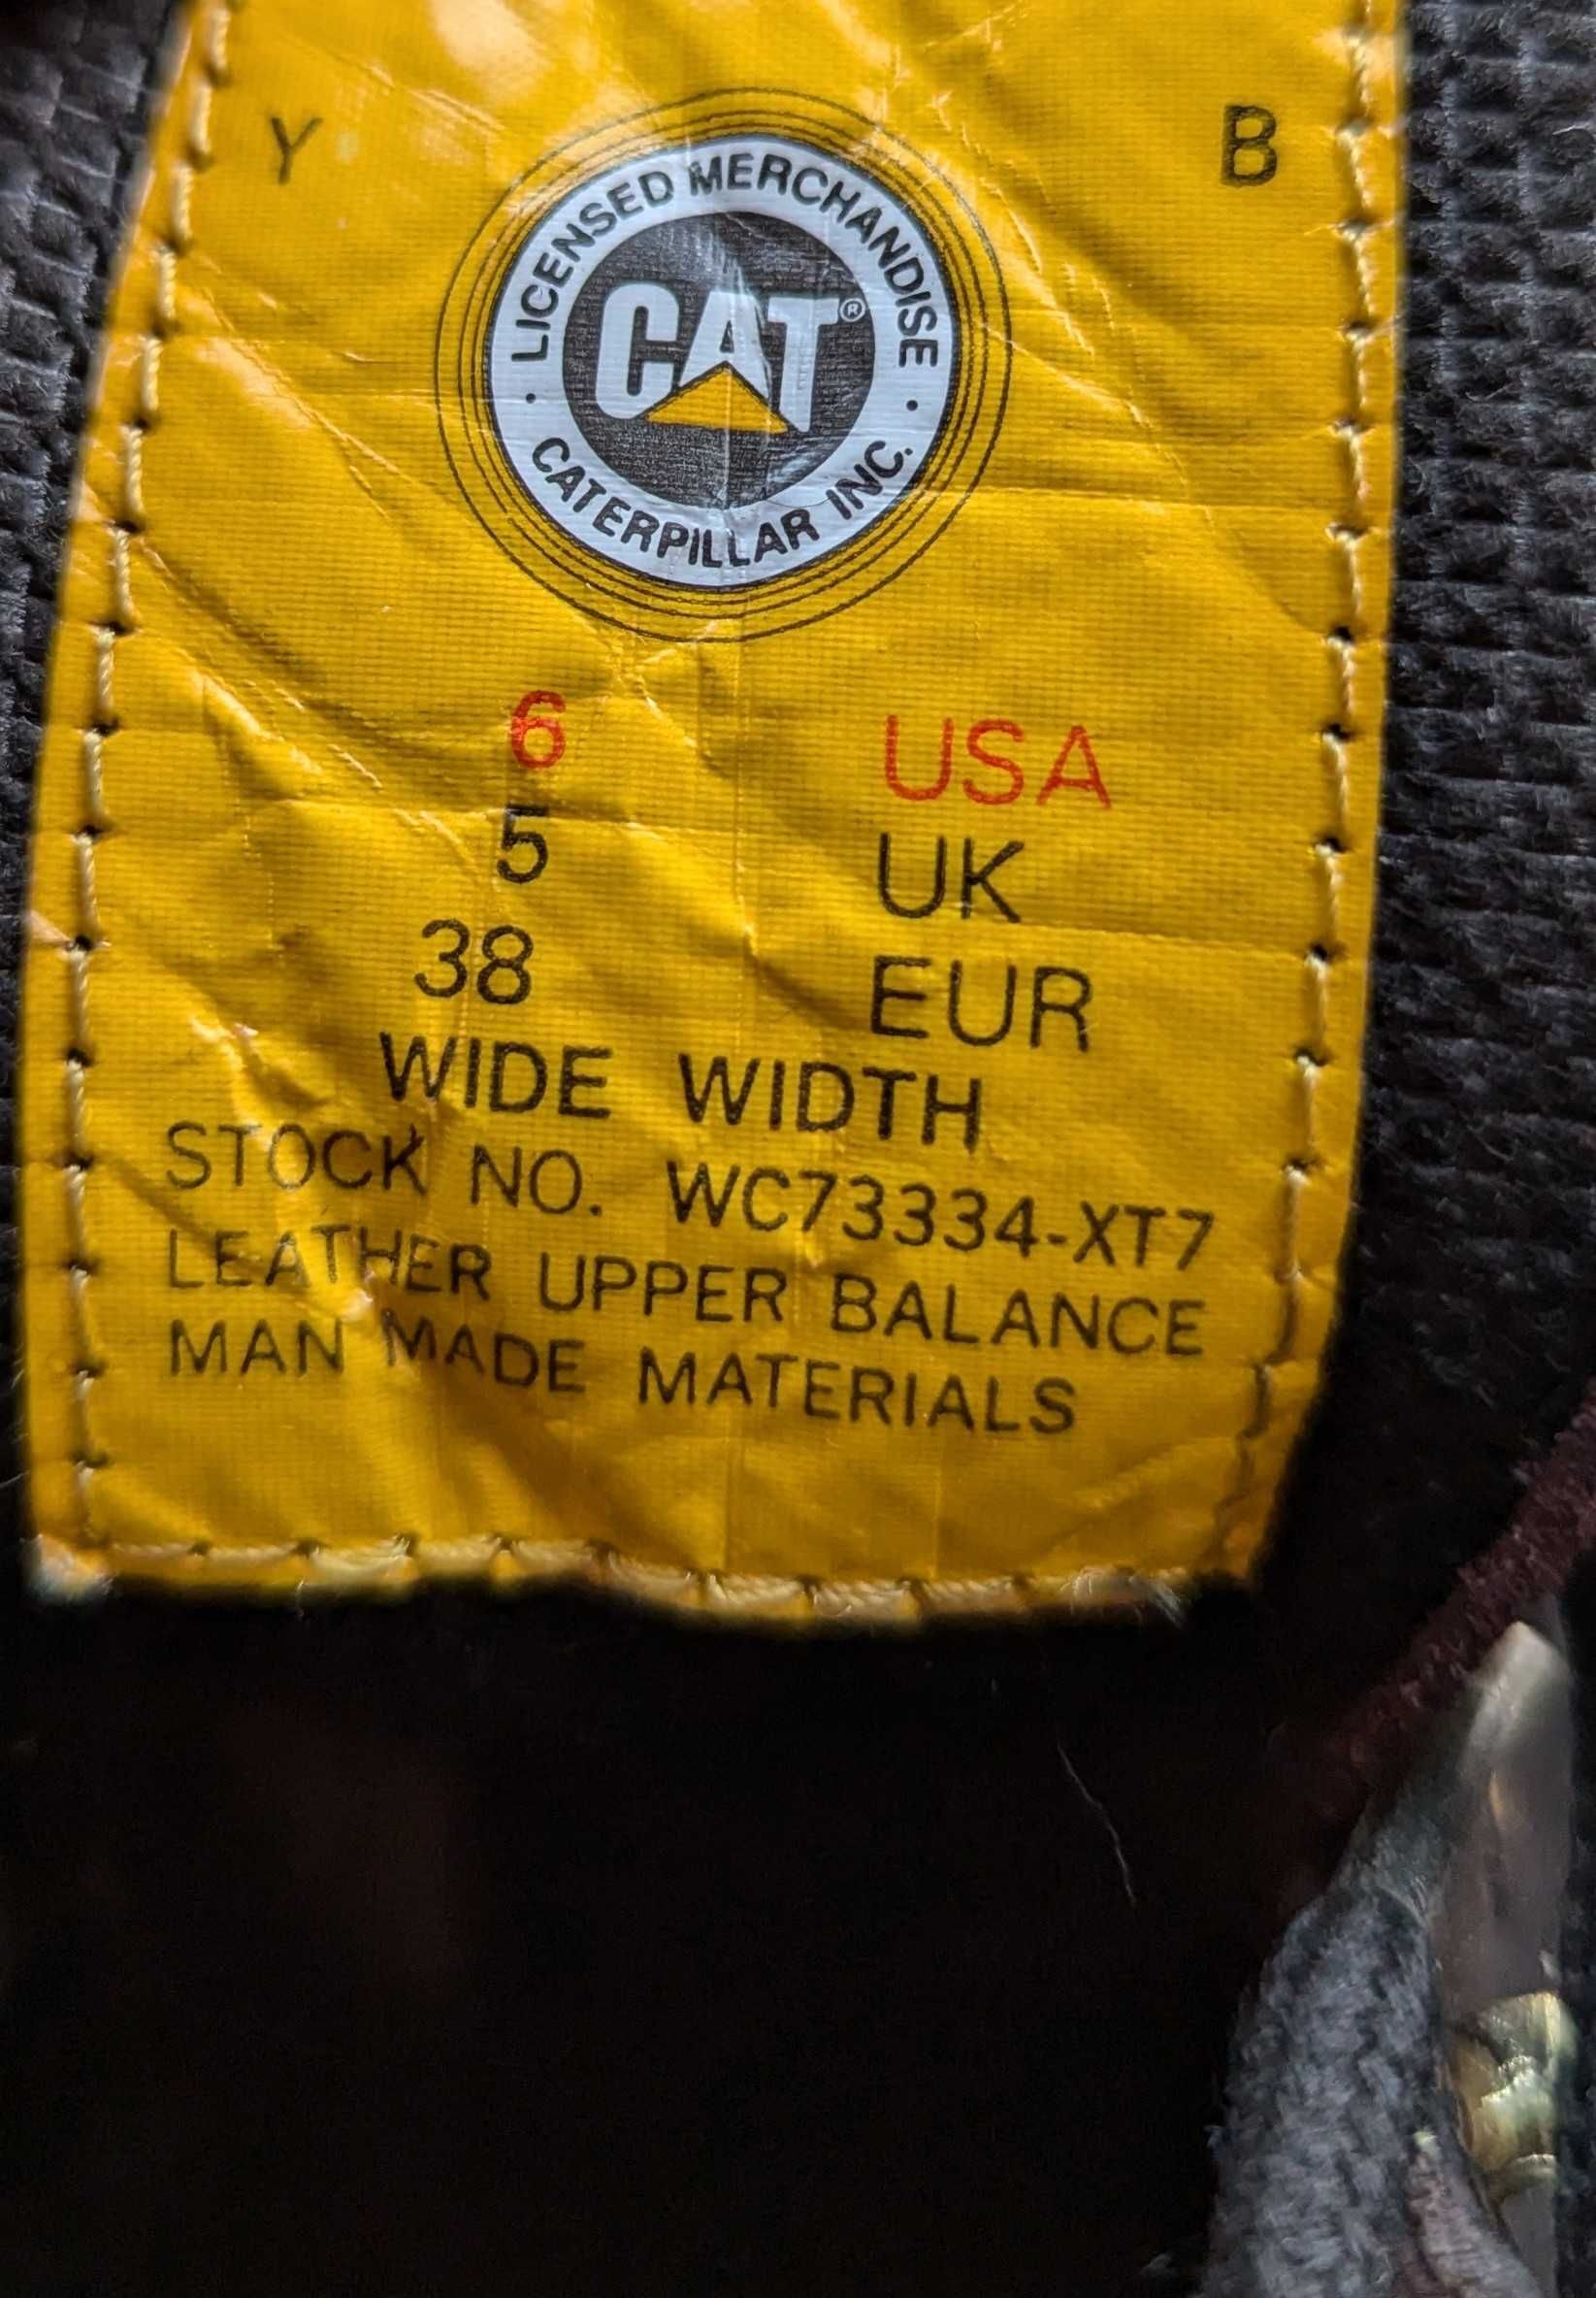 Y B
LICENSED MERCHANDISE
CAT®
· CATERPILLAR INC. ·
6 USA
5 UK
38 EUR
WIDE WIDTH
STOCK NO. WC73334-XT7
LEATHER UPPER BALANCE
MAN MADE MATERIALS